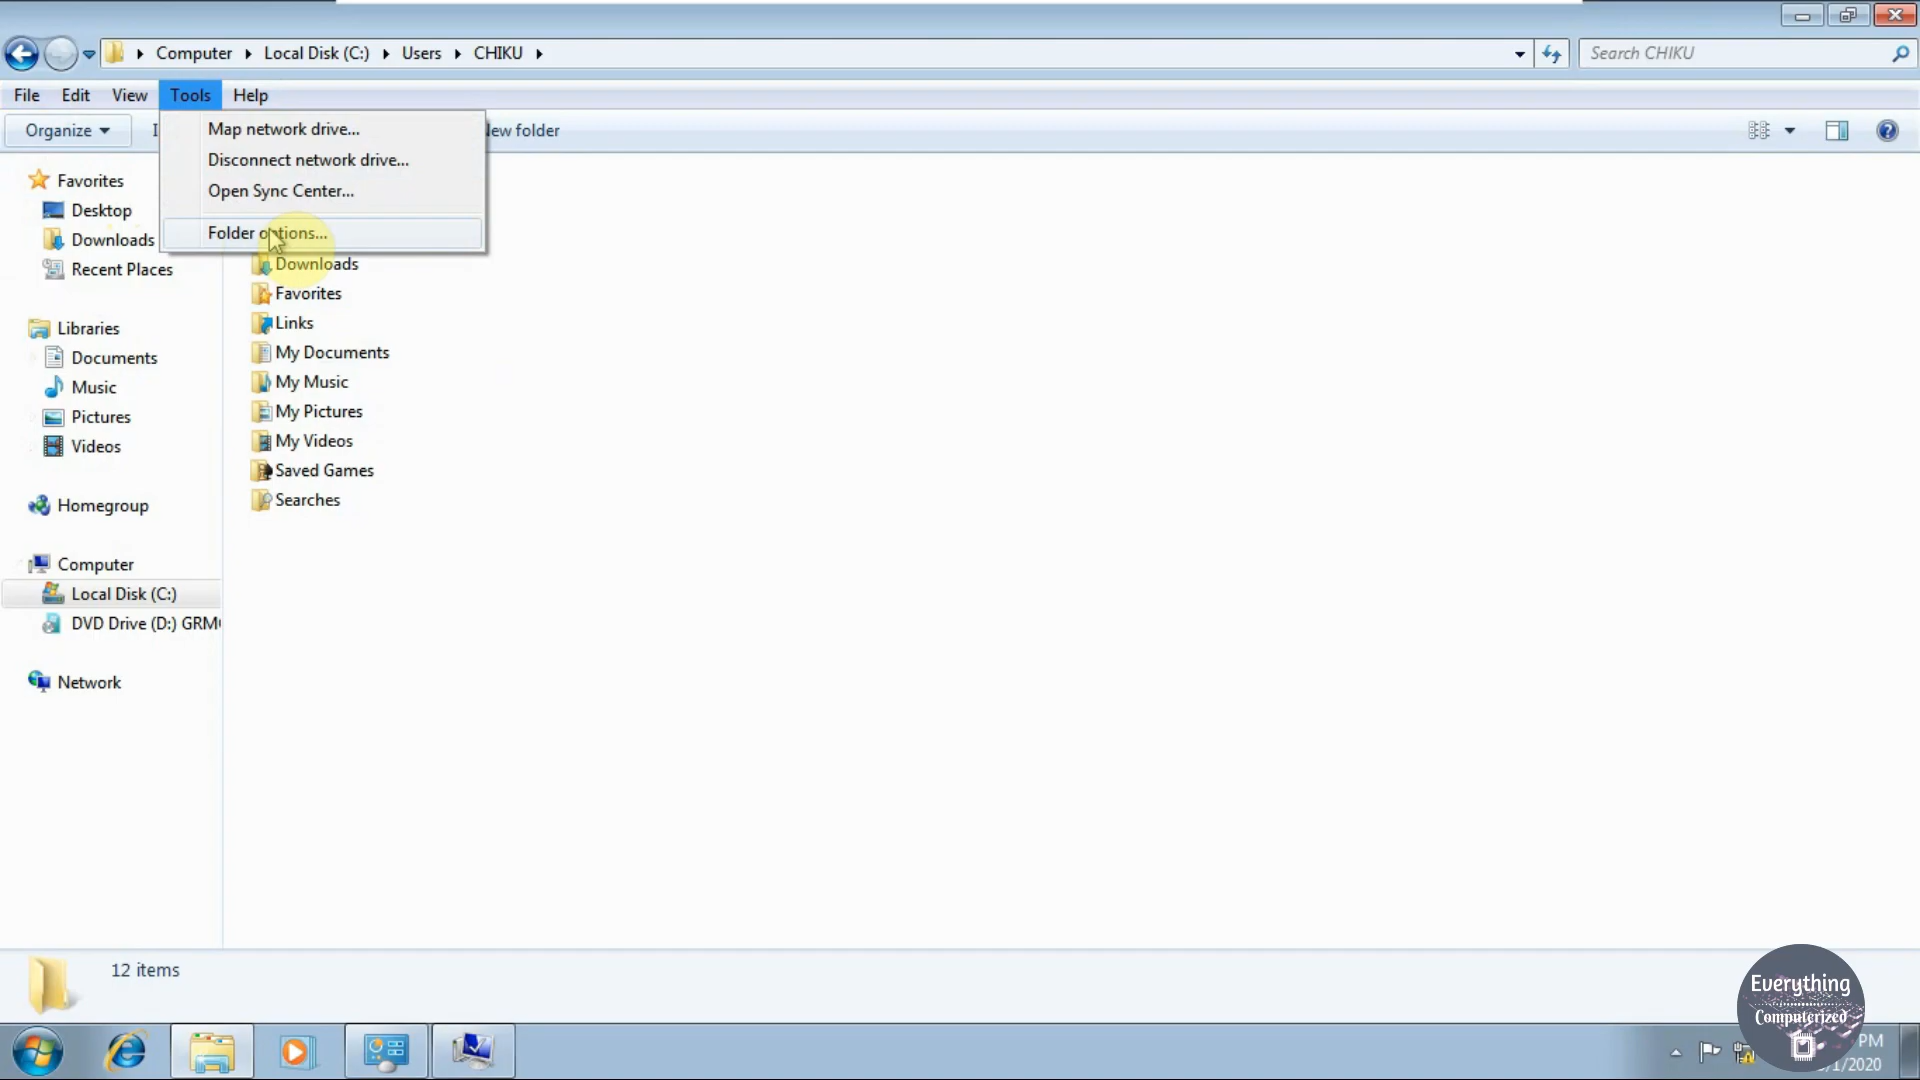 Computer Local Disk (C:) Users CHIKU
Search CHIKU
File Edit View Tools Help
Organize
New folder
Map network drive...
Disconnect network drive...
Open Sync Center...
Folder options...
Favorites
Desktop
Downloads
Recent Places
Libraries
Documents
Music
Pictures
Videos
Homegroup
Computer
Local Disk (C:)
DVD Drive (D:) GRM
Network
Downloads
Favorites
Links
My Documents
My Music
My Pictures
My Videos
Saved Games
Searches
12 items
Everything
Computerized
PM
/1/2020